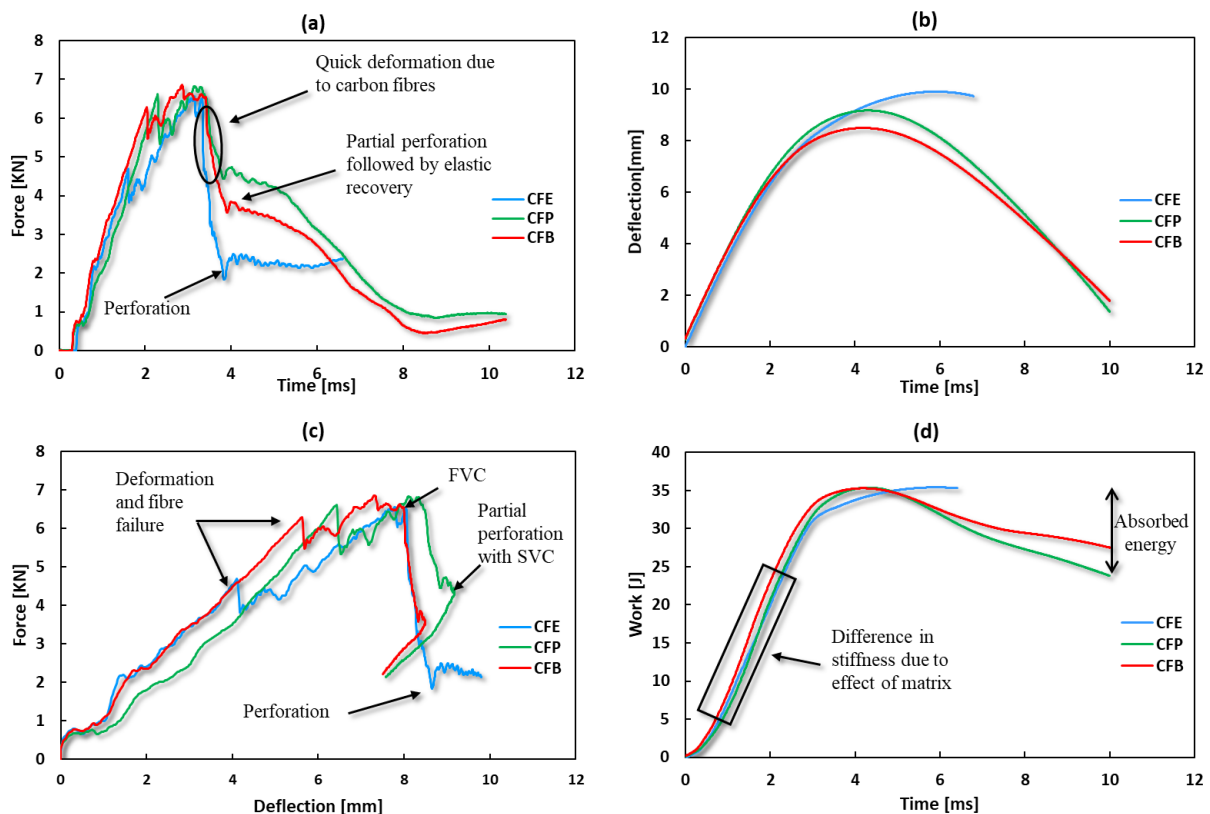 (a)
Force [KN]
8
7
6
5
4
3
2
1
0
0 2 4 6 8 10 12
Time [ms]
Quick deformation due
to carbon fibres
Partial perforation
followed by elastic
recovery
Perforation
CFE
CFP
CFB
(b)
Deflection[mm]
12
10
8
6
4
2
0
0 2 4 6 8 10 12
Time [ms]
CFE
CFP
CFB
(c)
Force [KN]
8
7
6
5
4
3
2
1
0
0 2 4 6 8 10 12
Deflection [mm]
Deformation
and fibre
failure
FVC
Partial
perforation
with SVC
Perforation
CFE
CFP
CFB
(d)
Work [J]
40
35
30
25
20
15
10
5
0
0 2 4 6 8 10 12
Time [ms]
Absorbed
energy
Difference in
stiffness due to
effect of matrix
CFE
CFP
CFB